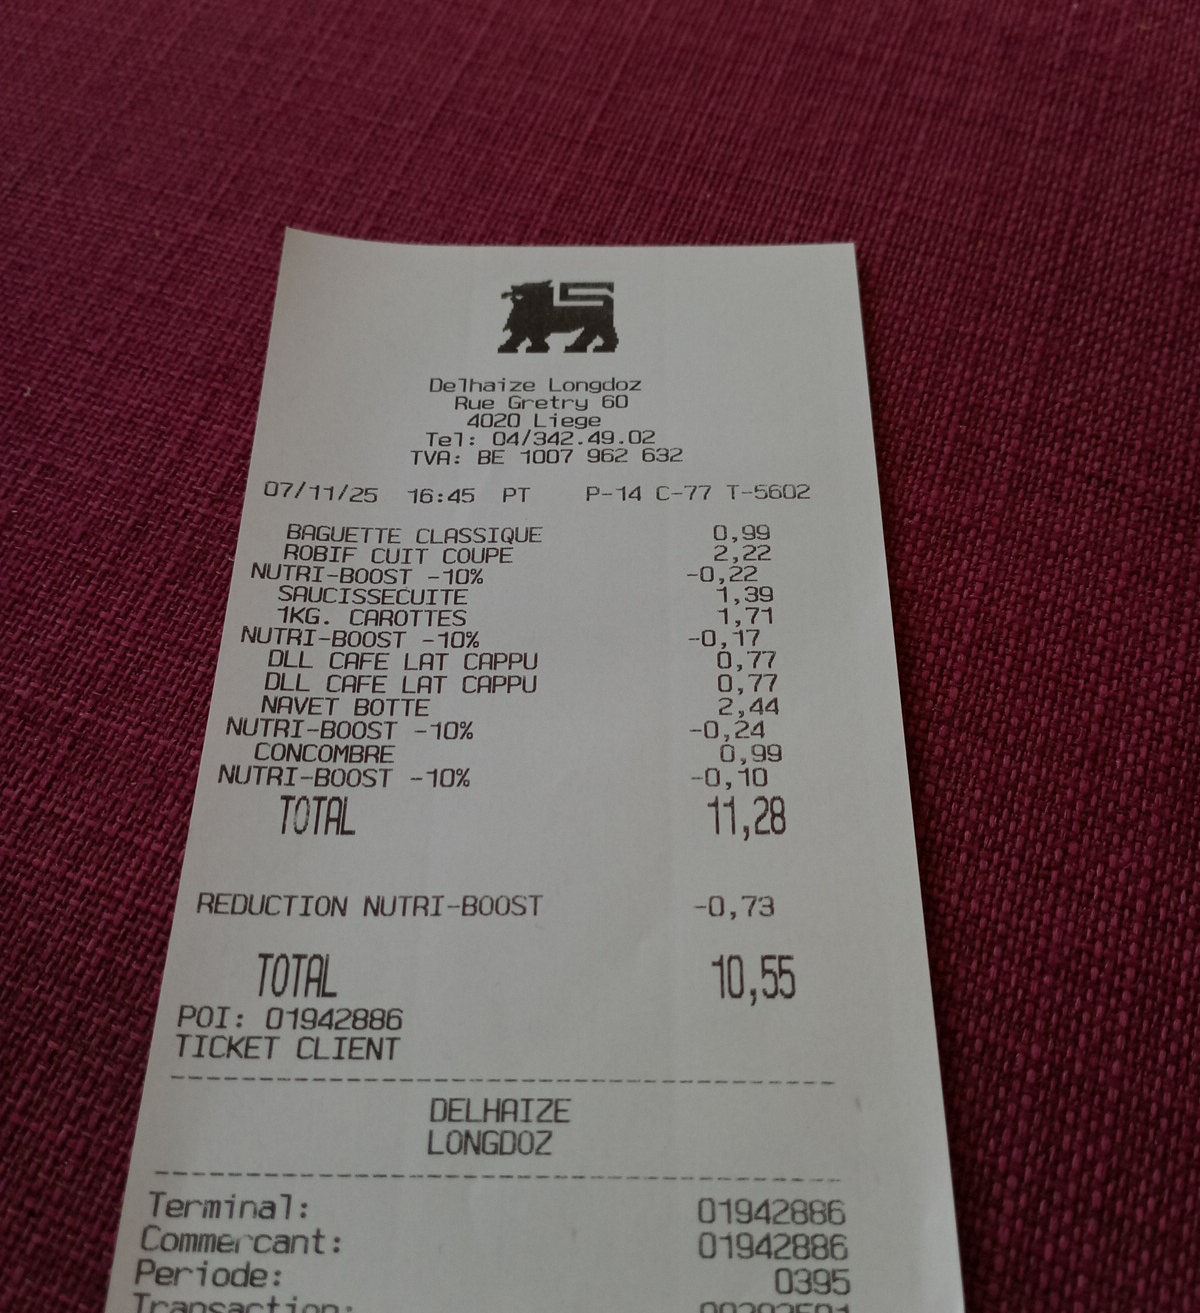 Delhaize Longdoz
Rue Gretry 60
4020 Liege
Tel: 04/342.49.02
TVA: BE 1007 962 632
07/11/25 16:45 PT P-14 C-77 T-5602
BAGUETTE CLASSIQUE 0,99
ROBIF CUIT COUPE 2,22
NUTRI-BOOST -10% -0,22
SAUCISSECUITE 1,39
1KG. CAROTTES 1,71
NUTRI-BOOST -10% -0,17
DLL CAFE LAT CAPPU 0,77
DLL CAFE LAT CAPPU 0,77
NAVET BOTTE 2,44
NUTRI-BOOST -10% -0,24
CONCOMBRE 0,99
NUTRI-BOOST -10% -0,10
TOTAL 11,28
REDUCTION NUTRI-BOOST -0,73
TOTAL 10,55
POI: 01942886
TICKET CLIENT
DELHAIZE
LONGDOZ
Terminal: 01942886
Commercant: 01942886
Periode: 0395
Transaction: